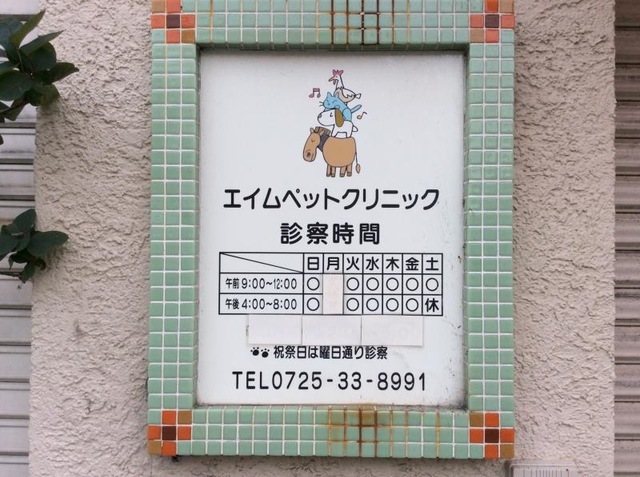 エイムペットクリニック
診察時間
日 月 火 水 木 金 土
午前 9:00〜12:00 ○ ○ ○ ○ ○ ○
午後 4:00〜8:00 ○ ○ ○ ○ ○ 休
祝祭日は曜日通り診察
TEL0725-33-8991